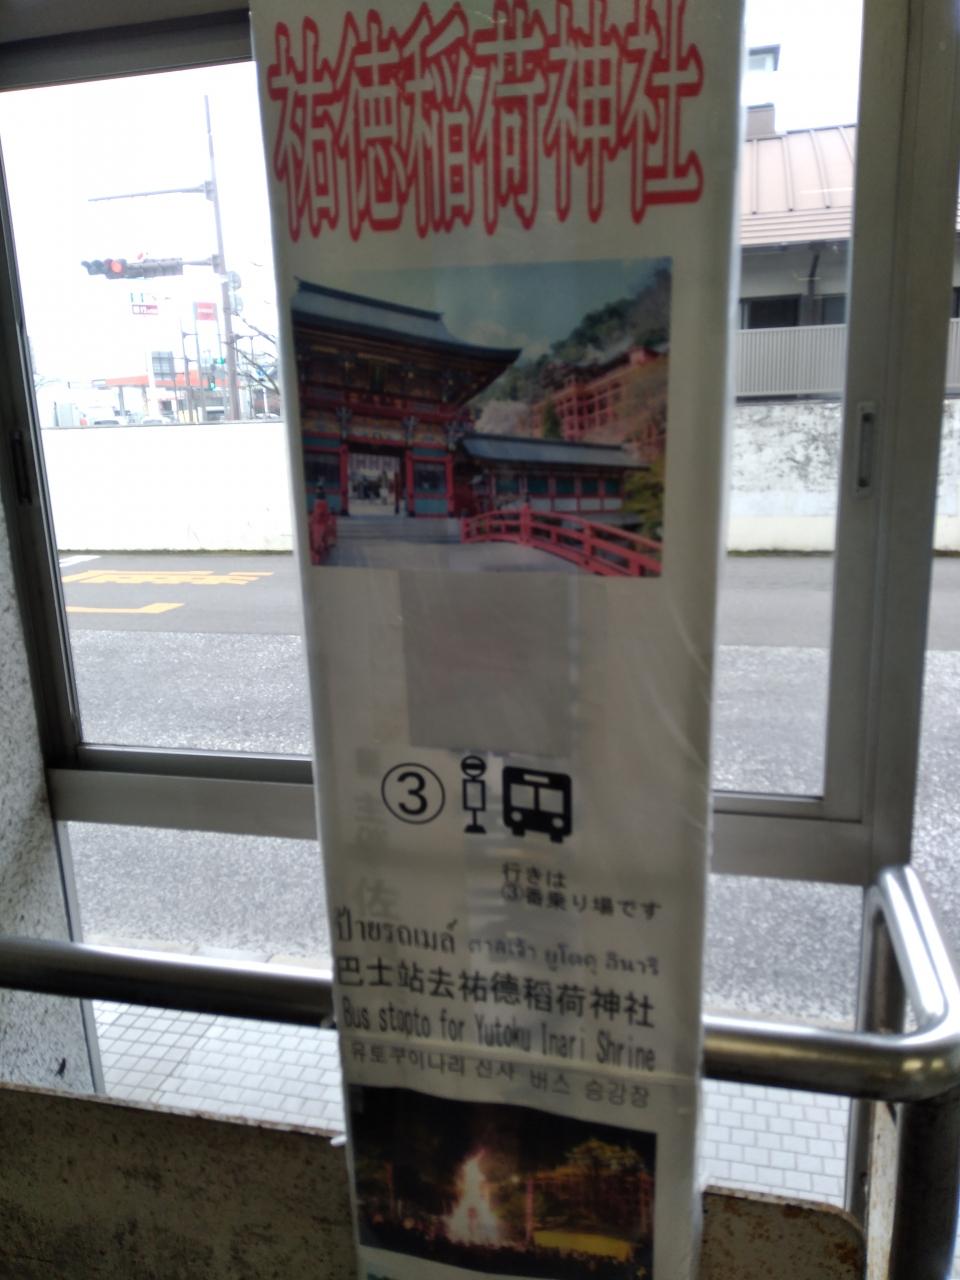 祐徳稲荷神社
③
行きは
③番乗り場です
ป้ายรถเมล์ ศาลเจ้า ยูโตคุ อินาริ
巴士站去祐德稻荷神社
Bus stopto for Yutoku Inari Shrine
유토쿠이나리 신사 버스 승강장